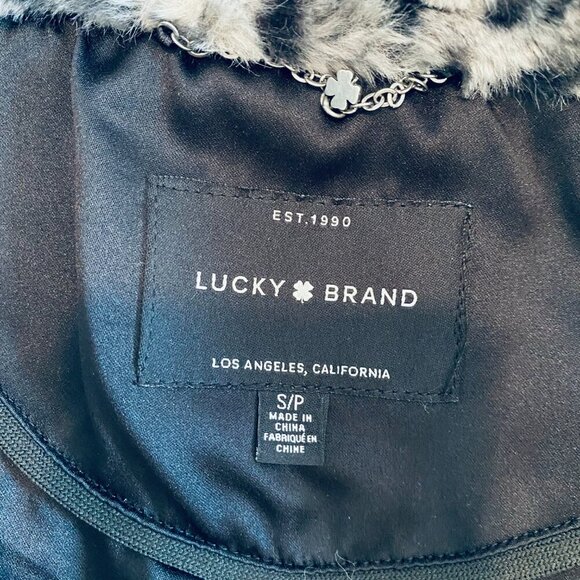 EST.1990
LUCKY BRAND
LOS ANGELES, CALIFORNIA
S/P
MADE IN
CHINA
FABRIQUÉ EN
CHINE